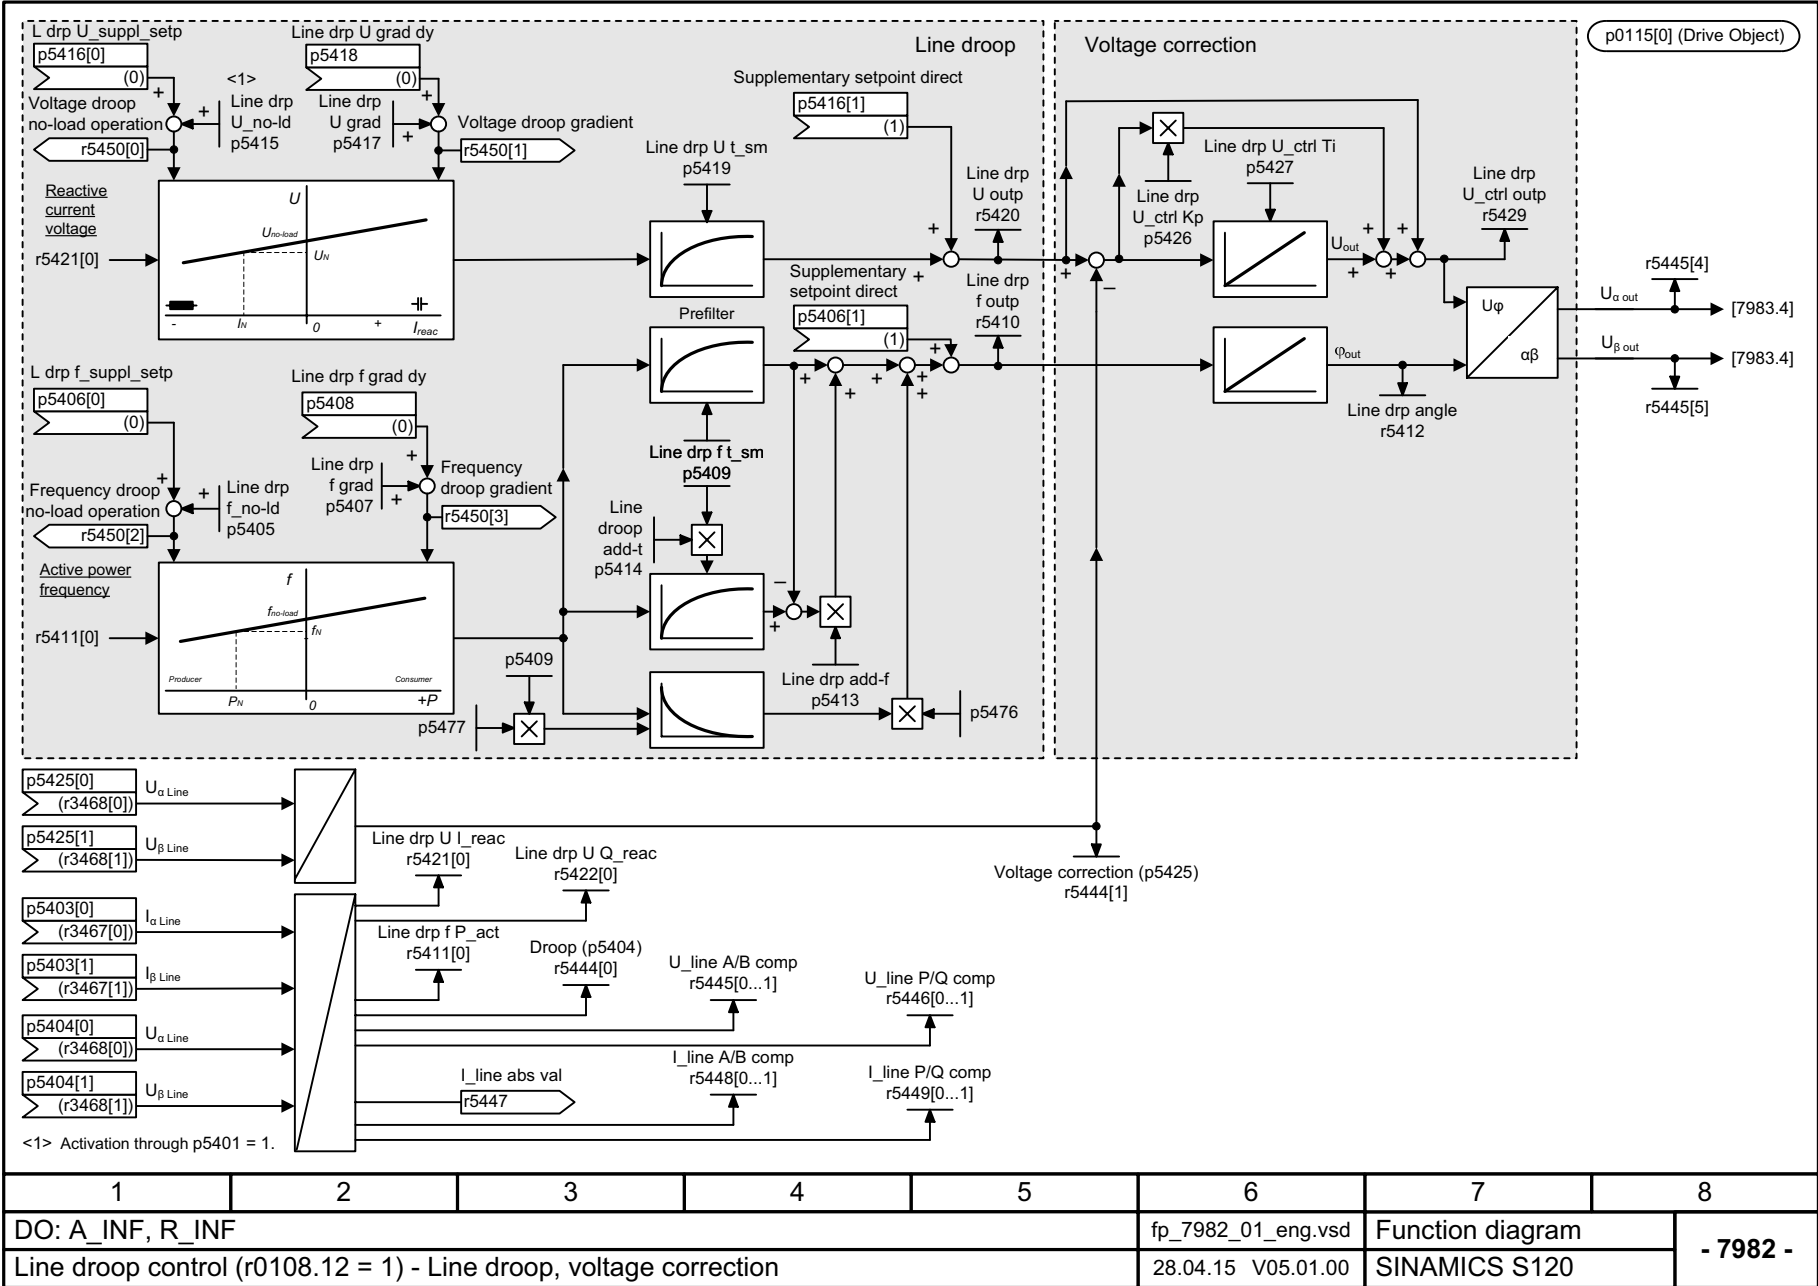 L drp U_suppl_setp
p5416[0]
(0)
Line drp U grad dy
p5418
(0)
Line droop
Voltage correction
p0115[0] (Drive Object)
Supplementary setpoint direct
p5416[1]
(1)
+
<1>
+
Line drp
U_no-ld
p5415
Voltage droop
no-load operation
r5450[0]
Line drp
U grad
p5417
+
+
Voltage droop gradient
r5450[1]
Line drp U t_sm
p5419
Line drp
U outp
r5420
Line drp
U_ctrl Kp
p5426
Line drp U_ctrl Ti
p5427
Line drp
U_ctrl outp
r5429
Reactive
current
voltage
r5421[0]
U
Uno-load
UN
-
IN
0
+
Ireac
+
+
+
–
Uout
+
+
+
+
Uφ
αβ
Uα out
r5445[4]
[7983.4]
Uβ out
[7983.4]
r5445[5]
Prefilter
Supplementary
setpoint direct
p5406[1]
(1)
+
+
+
+
+
+
Line drp
f outp
r5410
φout
Line drp angle
r5412
L drp f_suppl_setp
p5406[0]
(0)
Line drp f grad dy
p5408
(0)
+
+
Line drp
f_no-ld
p5405
Frequency droop
no-load operation
r5450[2]
Line drp
f grad
p5407
+
+
Frequency
droop gradient
r5450[3]
Line drp f t_sm
p5409
Line
droop
add-t
p5414
Active power
frequency
r5411[0]
f
fno-load
fN
Producer
Consumer
PN
0
+P
–
+
Line drp add-f
p5413
p5409
p5477
p5476
p5425[0]
(r3468[0])
Uα Line
p5425[1]
(r3468[1])
Uβ Line
p5403[0]
(r3467[0])
Iα Line
p5403[1]
(r3467[1])
Iβ Line
p5404[0]
(r3468[0])
Uα Line
p5404[1]
(r3468[1])
Uβ Line
Line drp U I_reac
r5421[0]
Line drp U Q_reac
r5422[0]
Voltage correction (p5425)
r5444[1]
Line drp f P_act
r5411[0]
Droop (p5404)
r5444[0]
U_line A/B comp
r5445[0...1]
U_line P/Q comp
r5446[0...1]
I_line abs val
r5447
I_line A/B comp
r5448[0...1]
I_line P/Q comp
r5449[0...1]
<1> Activation through p5401 = 1.
1 2 3 4 5 6 7 8
DO: A_INF, R_INF
fp_7982_01_eng.vsd
Function diagram
- 7982 -
Line droop control (r0108.12 = 1) - Line droop, voltage correction
28.04.15 V05.01.00
SINAMICS S120